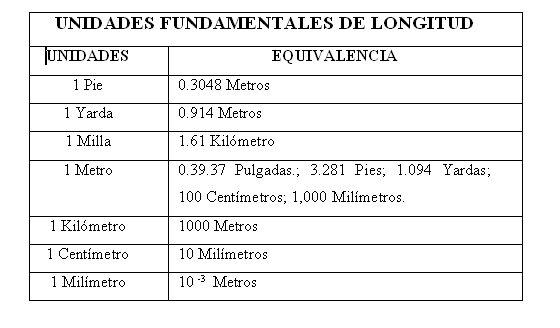 UNIDADES FUNDAMENTALES DE LONGITUD
UNIDADES EQUIVALENCIA
1 Pie 0.3048 Metros
1 Yarda 0.914 Metros
1 Milla 1.61 Kilómetro
1 Metro 0.39.37 Pulgadas.; 3.281 Pies; 1.094 Yardas;
100 Centímetros; 1,000 Milímetros.
1 Kilómetro 1000 Metros
1 Centímetro 10 Milímetros
1 Milímetro 10 -3 Metros